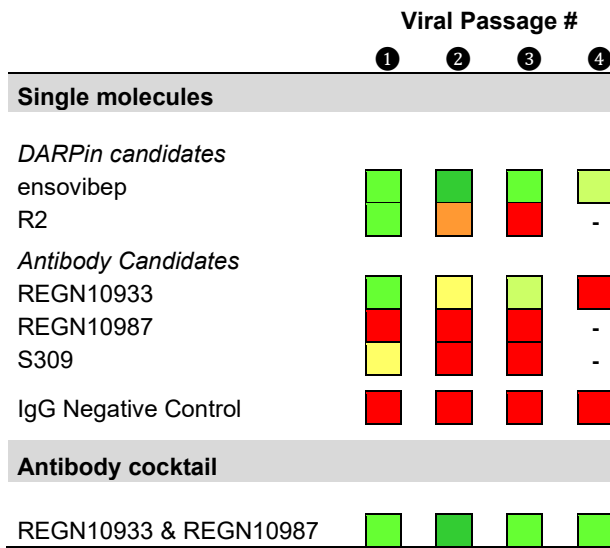 Viral Passage #
❶ ❷ ❸ ❹
Single molecules
DARPin candidates
ensovibep
R2 -
Antibody Candidates
REGN10933
REGN10987 -
S309 -
IgG Negative Control
Antibody cocktail
REGN10933 & REGN10987